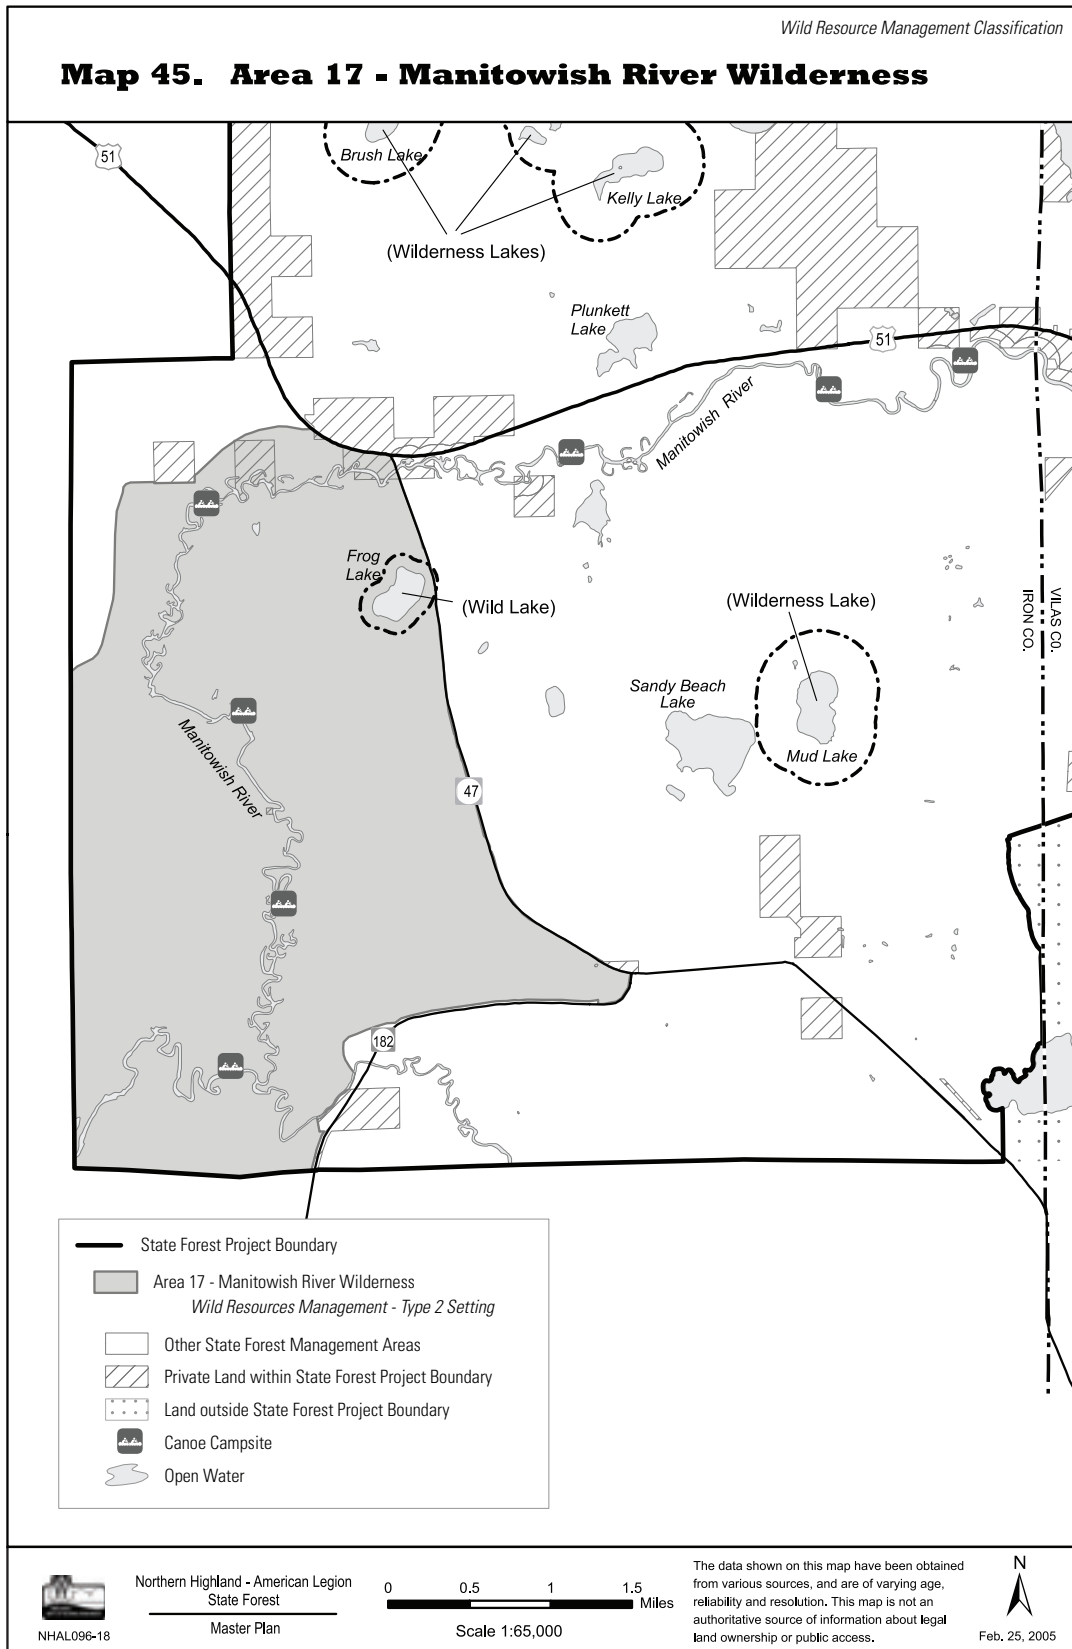 Wild Resource Management Classification
Map 45. Area 17 - Manitowish River Wilderness
51
Brush Lake
Kelly Lake
(Wilderness Lakes)
Plunkett
Lake
51
Manitowish River
Frog
Lake
(Wild Lake)
(Wilderness Lake)
VILAS CO.
IRON CO.
Sandy Beach
Lake
Mud Lake
Manitowish River
47
182
State Forest Project Boundary
Area 17 - Manitowish River Wilderness
Wild Resources Management - Type 2 Setting
Other State Forest Management Areas
Private Land within State Forest Project Boundary
Land outside State Forest Project Boundary
Canoe Campsite
Open Water
NHAL096-18
Northern Highland - American Legion
State Forest
Master Plan
0 0.5 1 1.5
Miles
Scale 1:65,000
The data shown on this map have been obtained
from various sources, and are of varying age,
reliability and resolution. This map is not an
authoritative source of information about legal
land ownership or public access.
N
Feb. 25, 2005